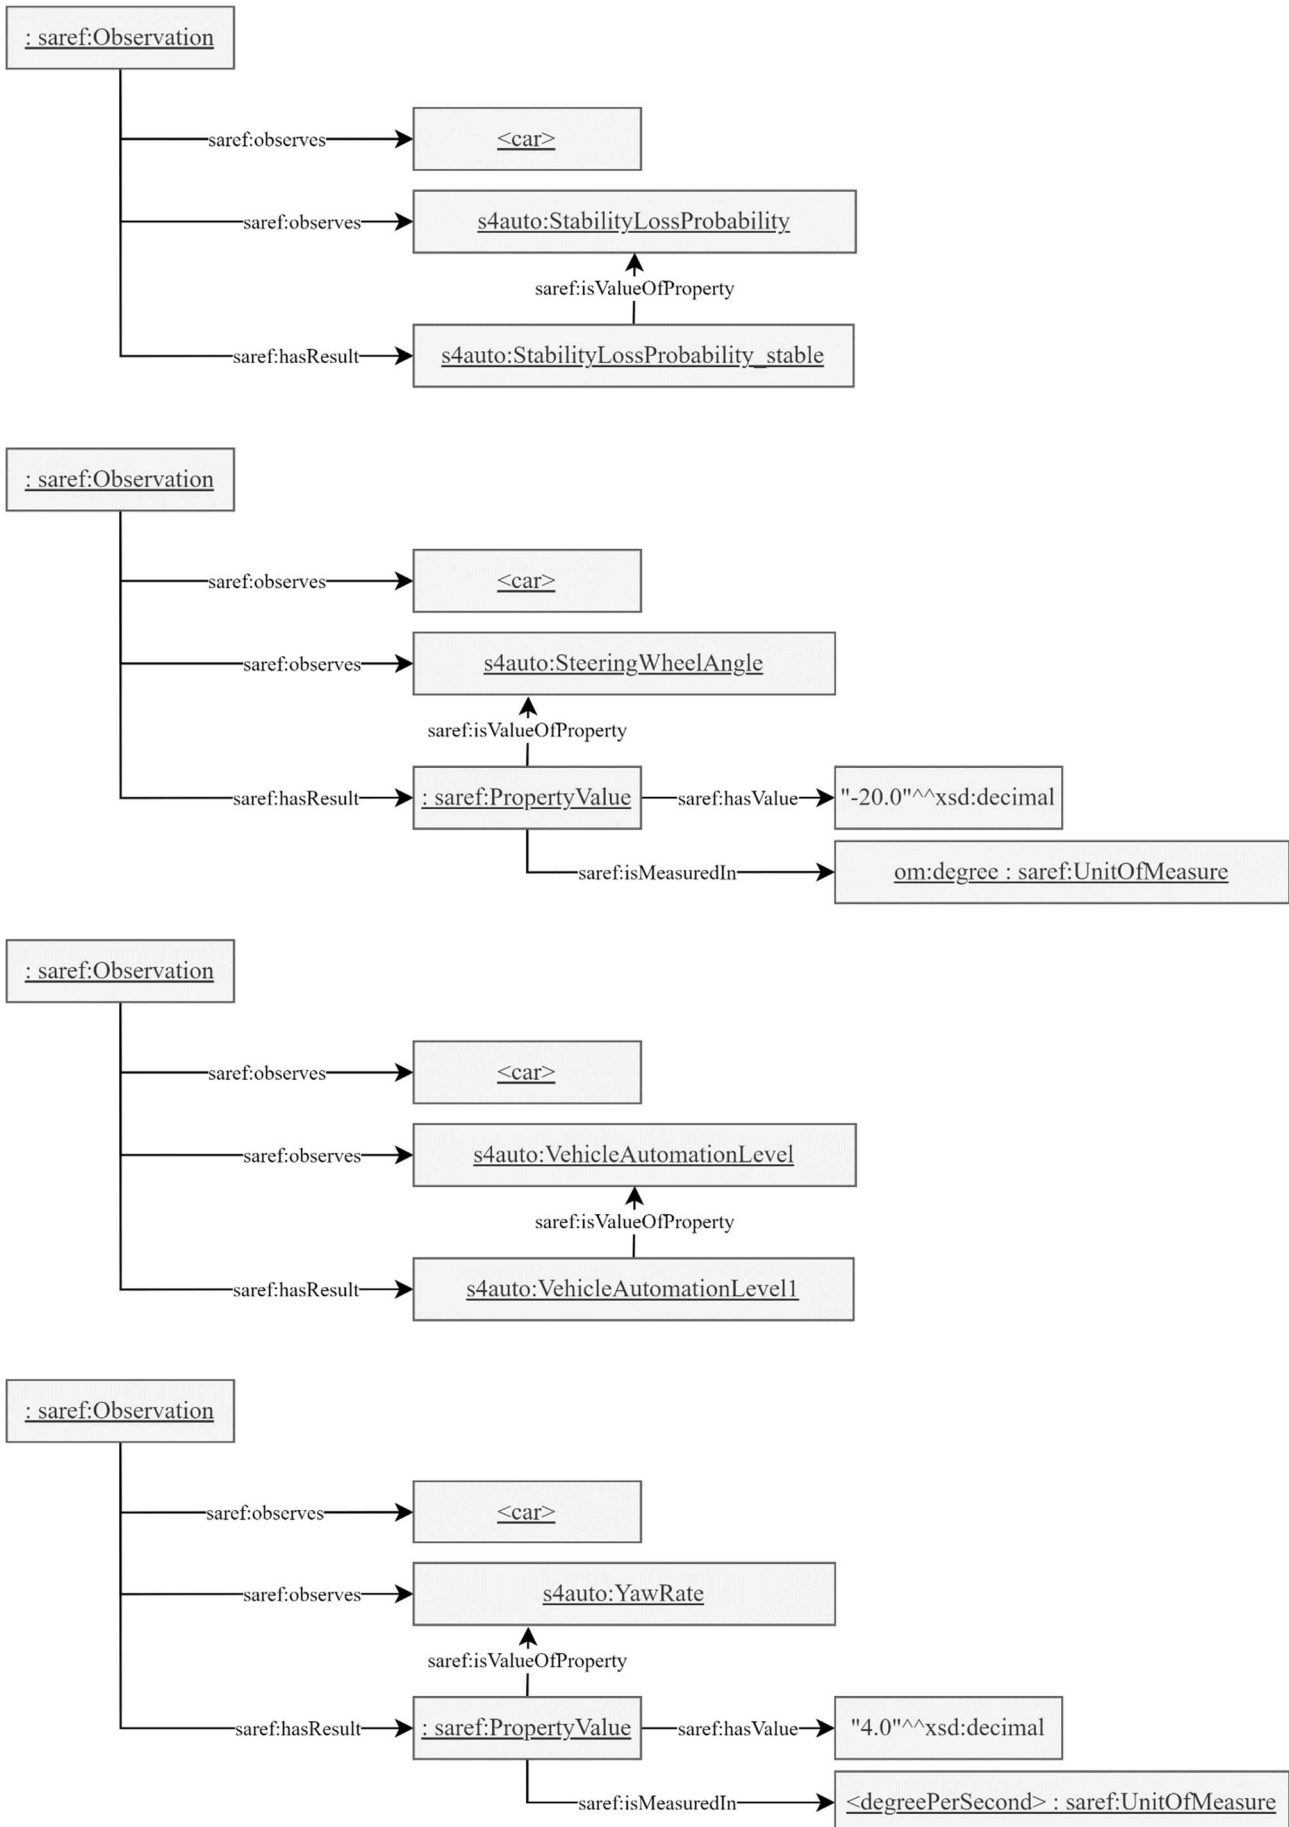 : saref:Observation
saref:observes
<car>
saref:observes
s4auto:StabilityLossProbability
saref:isValueOfProperty
saref:hasResult
s4auto:StabilityLossProbability_stable
: saref:Observation
saref:observes
<car>
saref:observes
s4auto:SteeringWheelAngle
saref:isValueOfProperty
saref:hasResult
: saref:PropertyValue
saref:hasValue
"-20.0"^^xsd:decimal
saref:isMeasuredIn
om:degree : saref:UnitOfMeasure
: saref:Observation
saref:observes
<car>
saref:observes
s4auto:VehicleAutomationLevel
saref:isValueOfProperty
saref:hasResult
s4auto:VehicleAutomationLevel1
: saref:Observation
saref:observes
<car>
saref:observes
s4auto:YawRate
saref:isValueOfProperty
saref:hasResult
: saref:PropertyValue
saref:hasValue
"4.0"^^xsd:decimal
saref:isMeasuredIn
<degreePerSecond> : saref:UnitOfMeasure